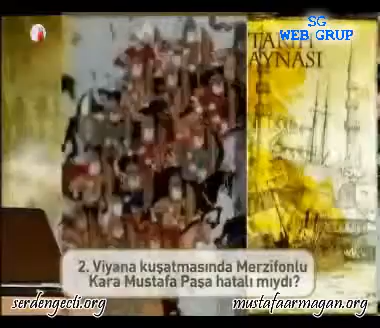 SG
WEB GRUP
TARİH
AYNASI
2. Viyana kuşatmasında Merzifonlu
Kara Mustafa Paşa hatalı mıydı?
serdengecti.org
mustafaarmagan.org